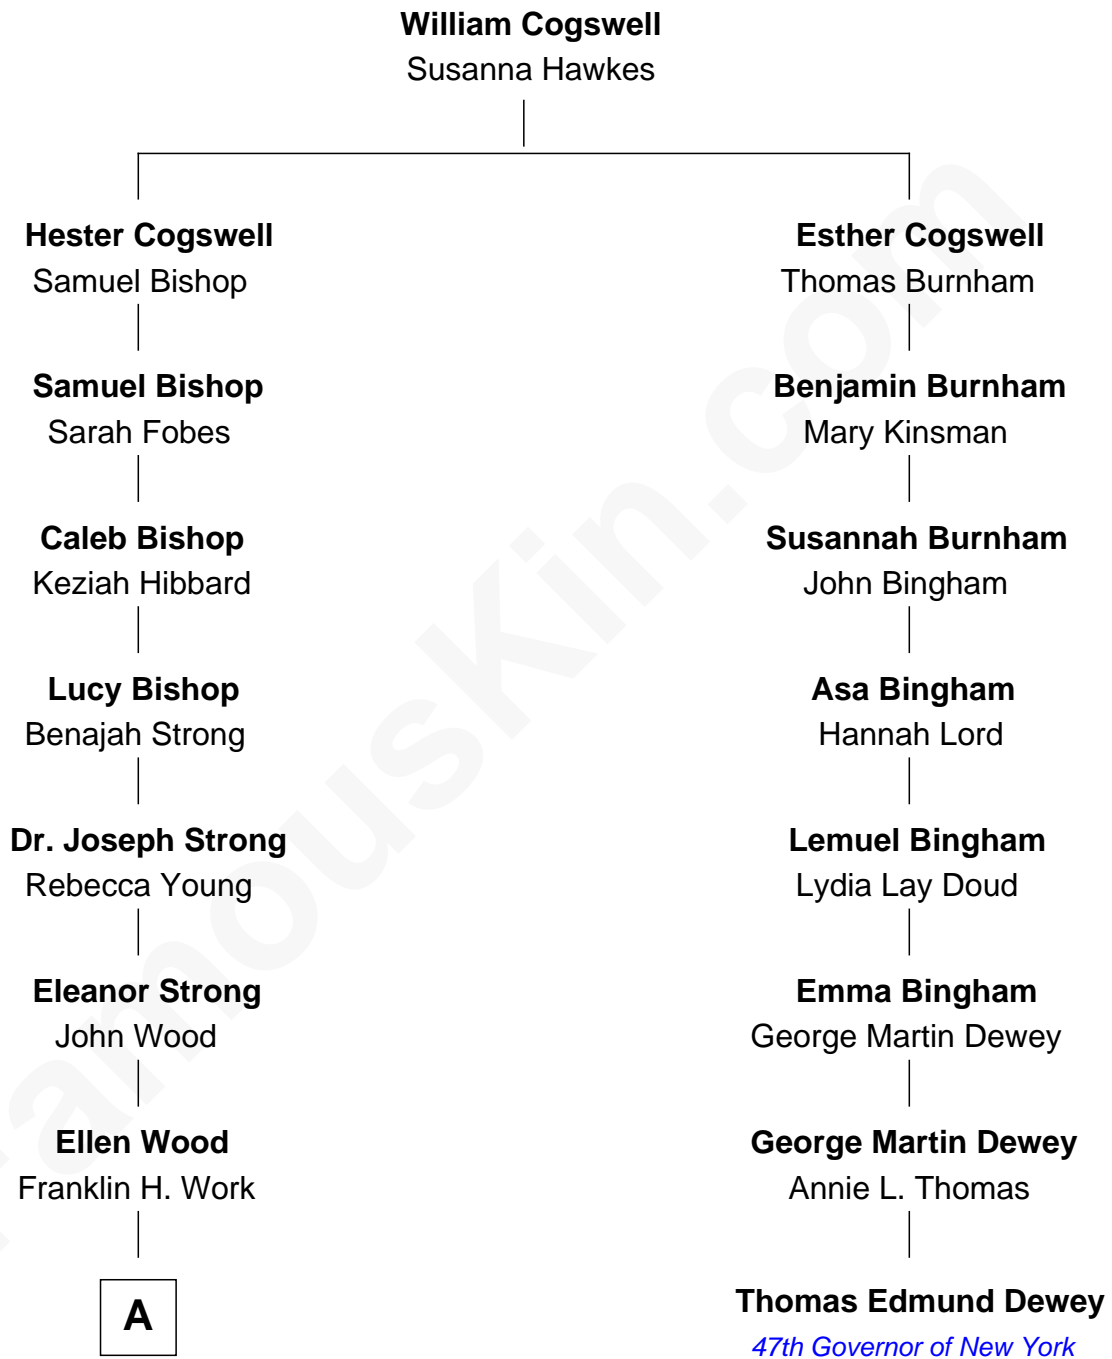 William Cogswell
Susanna Hawkes
Hester Cogswell
Samuel Bishop
Esther Cogswell
Thomas Burnham
Samuel Bishop
Sarah Fobes
Benjamin Burnham
Mary Kinsman
Caleb Bishop
Keziah Hibbard
Susannah Burnham
John Bingham
Lucy Bishop
Benajah Strong
Asa Bingham
Hannah Lord
Dr. Joseph Strong
Rebecca Young
Lemuel Bingham
Lydia Lay Doud
Eleanor Strong
John Wood
Emma Bingham
George Martin Dewey
Ellen Wood
Franklin H. Work
George Martin Dewey
Annie L. Thomas
A
Thomas Edmund Dewey
47th Governor of New York
FamousKin.com